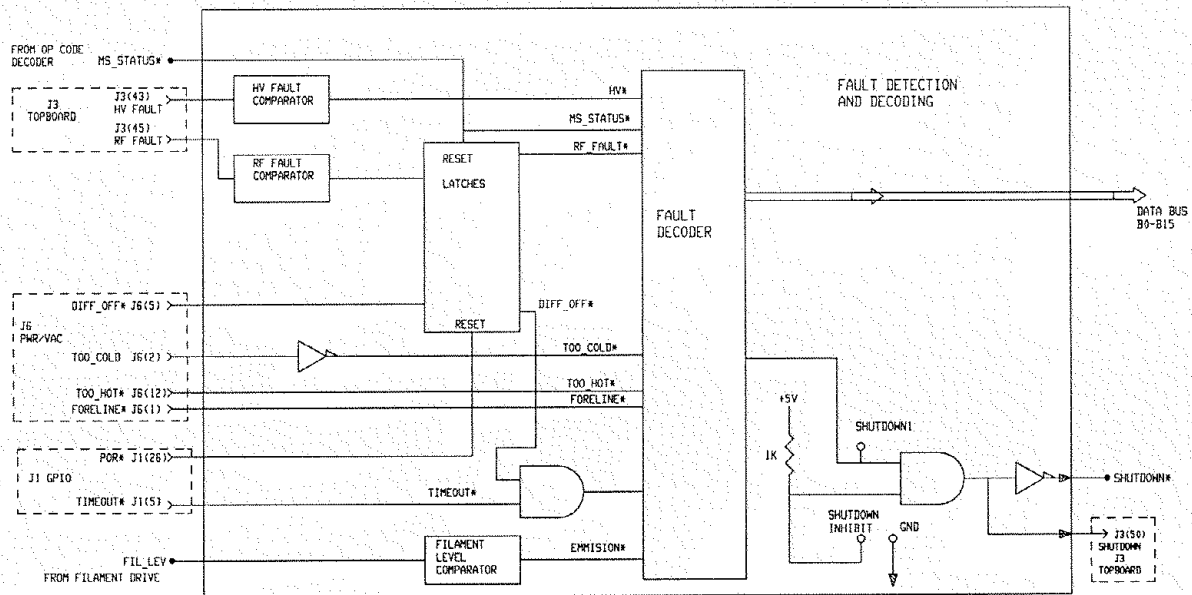 FROM OP CODE
DECODER MS_STATUS*
J3
TOPBOARD
J3(43)
HV FAULT
J3(45)
RF FAULT
HV FAULT
COMPARATOR
RF FAULT
COMPARATOR
RESET
LATCHES
RESET
HV*
MS_STATUS*
RF_FAULT*
FAULT
DECODER
FAULT DETECTION
AND DECODING
DATA BUS
B0-B15
J6
PWR/VAC
DIFF_OFF* J6(5)
TOO_COLD J6(2)
TOO_HOT* J6(12)
FORELINE* J6(1)
DIFF_OFF*
TOO_COLD*
TOO_HOT*
FORELINE*
J1 GPIO
POR* J1(26)
TIMEOUT* J1(5)
TIMEOUT*
FIL_LEV
FROM FILAMENT DRIVE
FILAMENT
LEVEL
COMPARATOR
EMMISION*
+5V
1K
SHUTDOWN1
SHUTDOWN
INHIBIT
GND
SHUTDOWN*
J3(50)
SHUTDOWN
J3
TOPBOARD